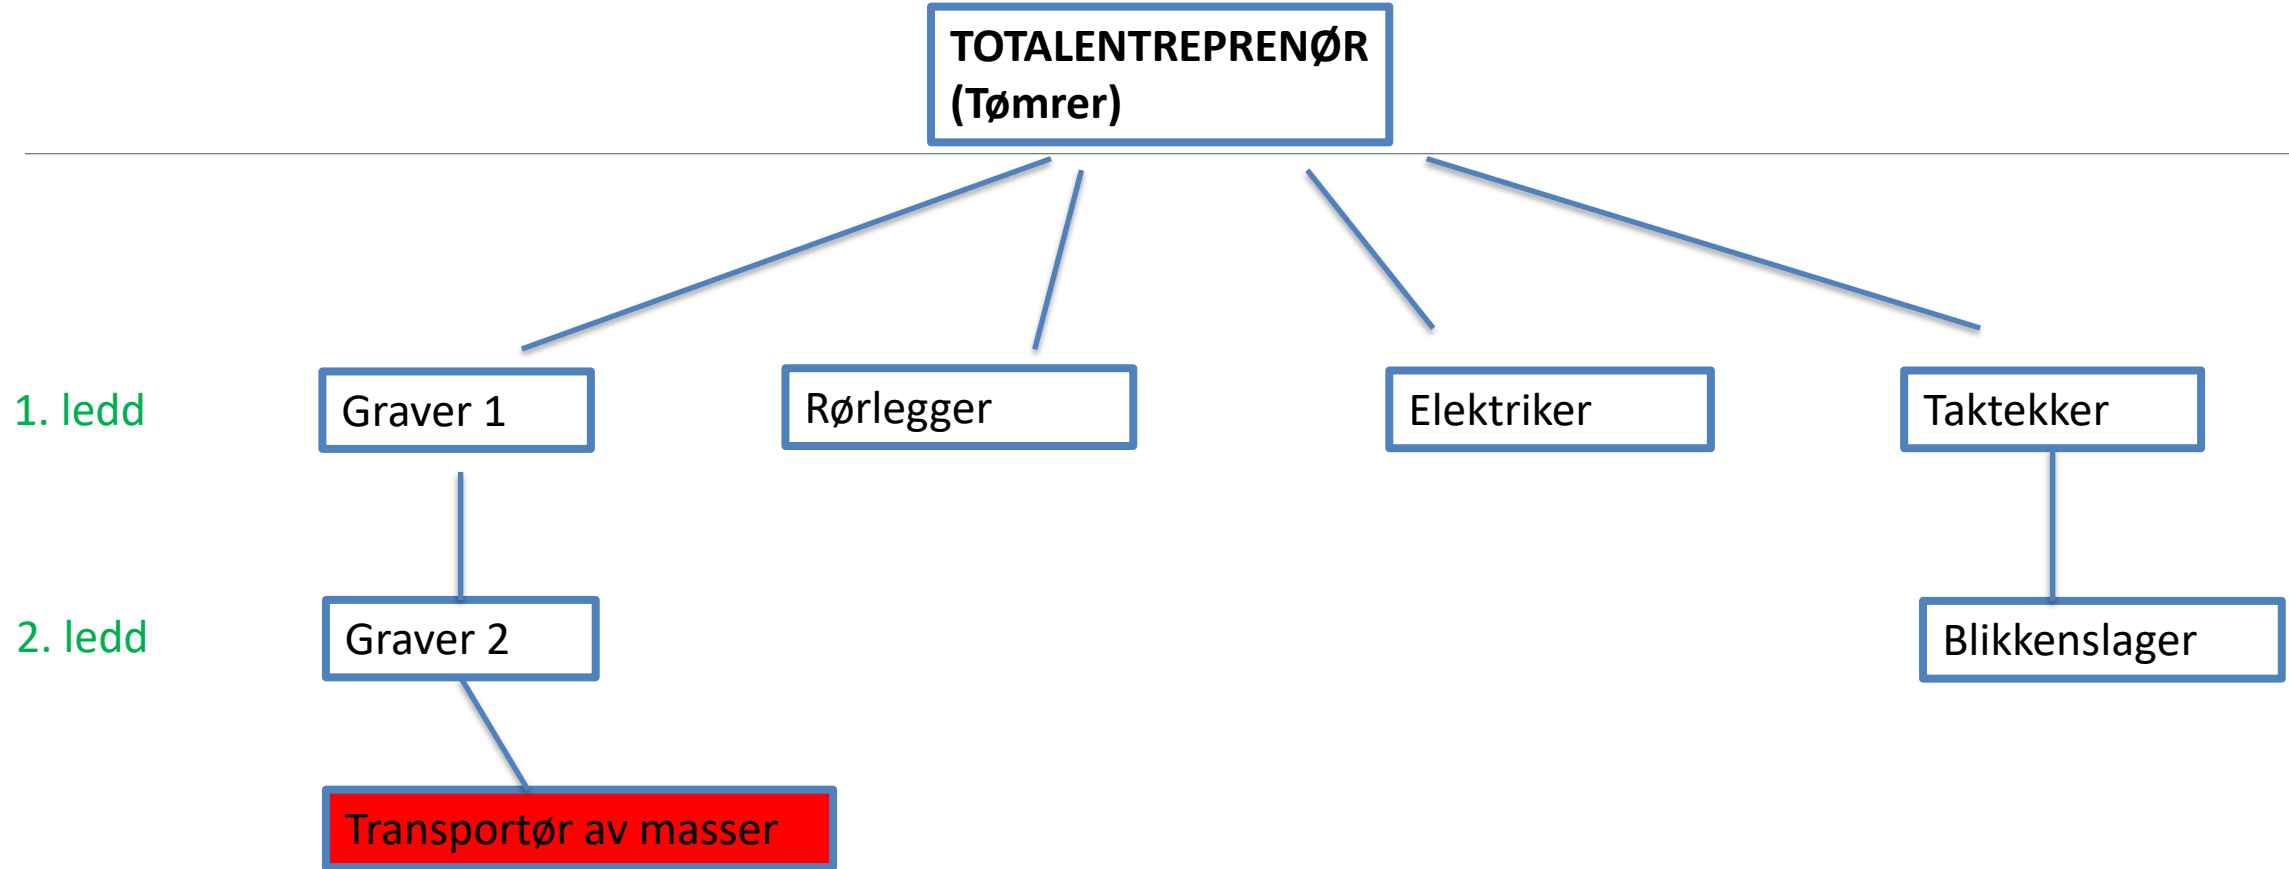 TOTALENTREPRENØR
(Tømrer)
1. ledd
Graver 1
Rørlegger
Elektriker
Taktekker
2. ledd
Graver 2
Blikkenslager
Transportør av masser